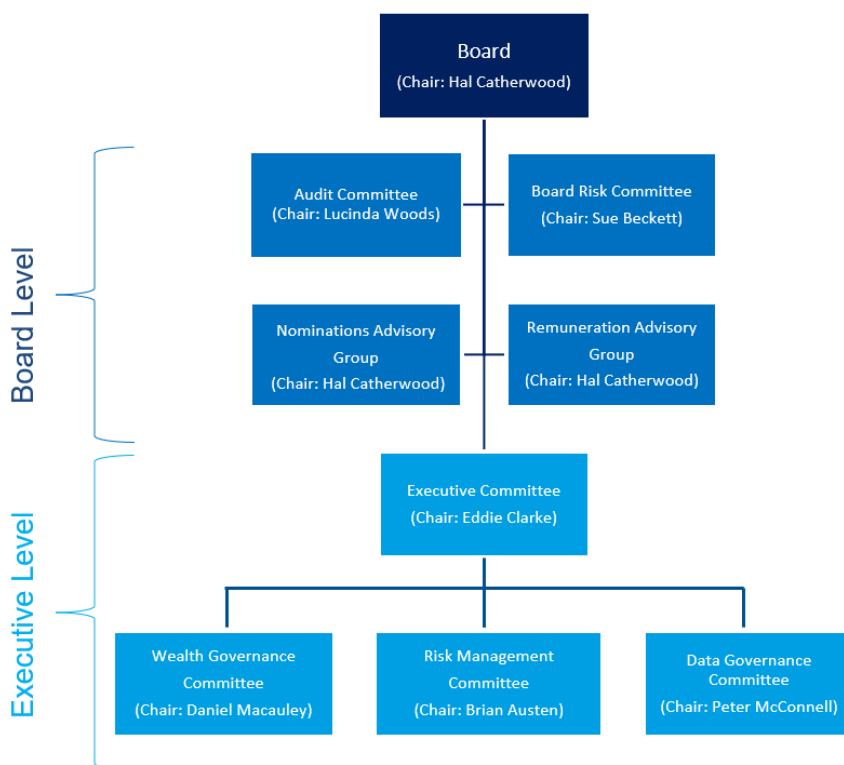 Board
(Chair: Hal Catherwood)
Board Level
Audit Committee
(Chair: Lucinda Woods)
Board Risk Committee
(Chair: Sue Beckett)
Nominations Advisory
Group
(Chair: Hal Catherwood)
Remuneration Advisory
Group
(Chair: Hal Catherwood)
Executive Level
Executive Committee
(Chair: Eddie Clarke)
Wealth Governance
Committee
(Chair: Daniel Macauley)
Risk Management
Committee
(Chair: Brian Austen)
Data Governance
Committee
(Chair: Peter McConnell)